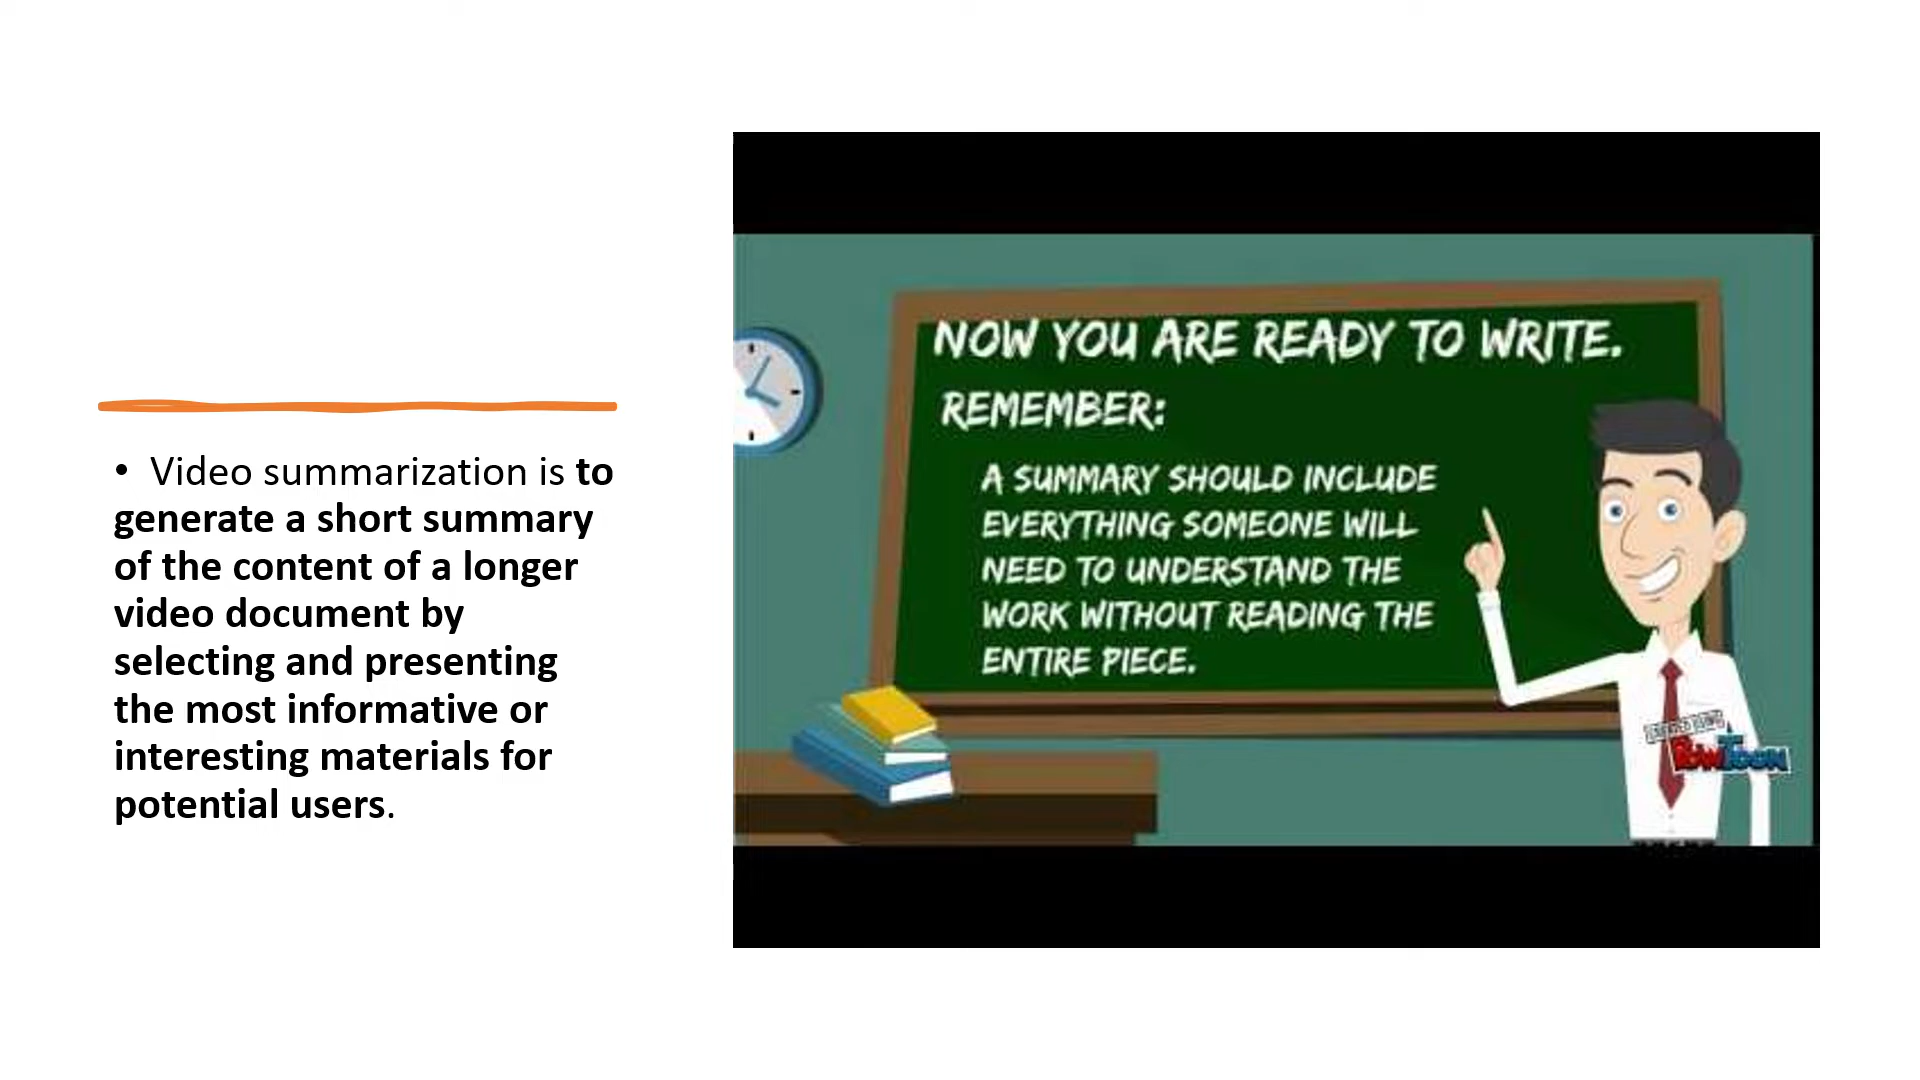 • Video summarization is to
generate a short summary
of the content of a longer
video document by
selecting and presenting
the most informative or
interesting materials for
potential users.
NOW YOU ARE READY TO WRITE.
REMEMBER:
A SUMMARY SHOULD INCLUDE
EVERYTHING SOMEONE WILL
NEED TO UNDERSTAND THE
WORK WITHOUT READING THE
ENTIRE PIECE.
POWTOON